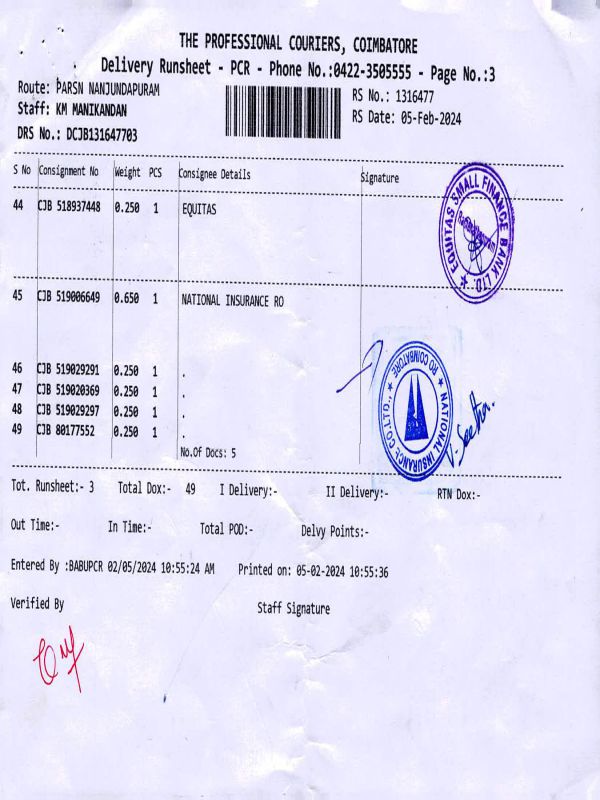 THE PROFESSIONAL COURIERS, COIMBATORE
Delivery Runsheet - PCR - Phone No.:0422-3505555 - Page No.:3
Route: PARSN NANJUNDAPURAM
RS No.: 1316477
Staff: KM MANIKANDAN
RS Date: 05-Feb-2024
DRS No.: DCJB131647703
S No Consignment No Weight PCS Consignee Details Signature
44 CJB 518937448 0.250 1 EQUITAS
EQUITAS SMALL FINANCE BANK LTD.
45 CJB 519006649 0.650 1 NATIONAL INSURANCE RO
46 CJB 519029291 0.250 1 .
47 CJB 519020369 0.250 1 .
48 CJB 519029297 0.250 1 .
49 CJB 80177552 0.250 1 .
NATIONAL INSURANCE CO.LTD., RO COIMBATORE
No.Of Docs: 5
Tot. Runsheet:- 3 Total Dox:- 49 I Delivery:- II Delivery:- RTN Dox:-
Out Time:- In Time:- Total POD:- Delvy Points:-
Entered By :BABUPCR 02/05/2024 10:55:24 AM Printed on: 05-02-2024 10:55:36
Verified By Staff Signature